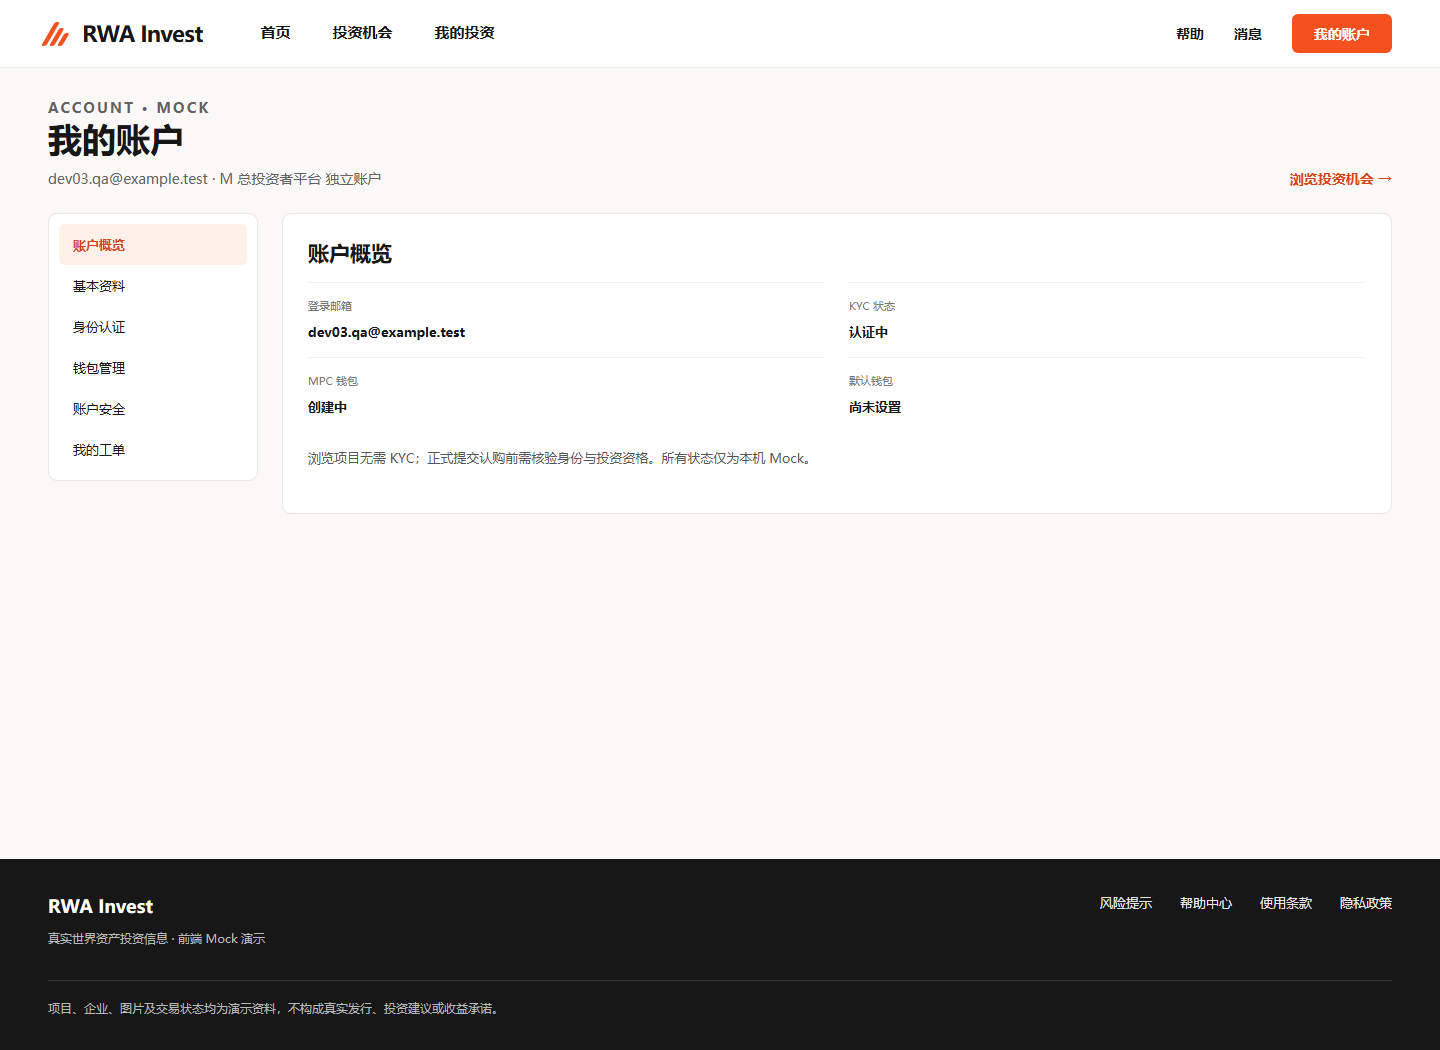 RWA Invest
首页
投资机会
我的投资
帮助
消息
我的账户
ACCOUNT • MOCK
我的账户
dev03.qa@example.test · M 总投资者平台 独立账户
浏览投资机会 →
账户概览
基本资料
身份认证
钱包管理
账户安全
我的工单
账户概览
登录邮箱
dev03.qa@example.test
KYC 状态
认证中
MPC 钱包
创建中
默认钱包
尚未设置
浏览项目无需 KYC；正式提交认购前需核验身份与投资资格。所有状态仅为本机 Mock。
RWA Invest
真实世界资产投资信息 · 前端 Mock 演示
风险提示
帮助中心
使用条款
隐私政策
项目、企业、图片及交易状态均为演示资料，不构成真实发行、投资建议或收益承诺。